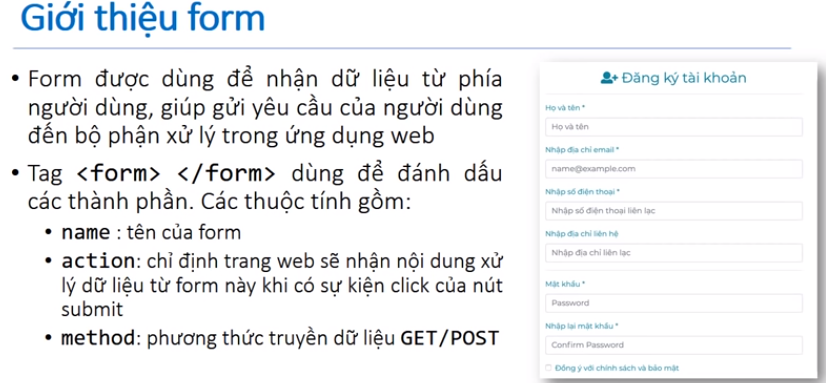 Giới thiệu form
• Form được dùng để nhận dữ liệu từ phía
người dùng, giúp gửi yêu cầu của người dùng
đến bộ phận xử lý trong ứng dụng web
• Tag <form> </form> dùng để đánh dấu
các thành phần. Các thuộc tính gồm:
• name : tên của form
• action: chỉ định trang web sẽ nhận nội dung xử
lý dữ liệu từ form này khi có sự kiện click của nút
submit
• method: phương thức truyền dữ liệu GET/POST
Đăng ký tài khoản
Họ và tên *
Họ và tên
Nhập địa chỉ email *
name@example.com
Nhập số điện thoại *
Nhập số điện thoại liên lạc
Nhập địa chỉ liên hệ
Nhập địa chỉ liên lạc
Mật khẩu *
Password
Nhập lại mật khẩu *
Confirm Password
Đồng ý với chính sách và bảo mật